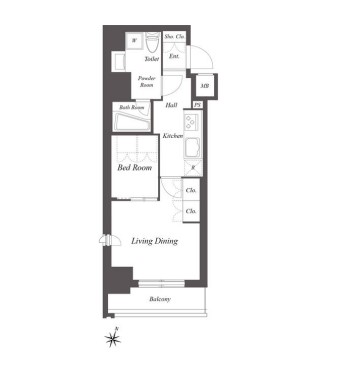 W
Sho. Clo.
Toilet
Ent.
Powder
Room
MB
Hall
PS
Bath Room
Kitchen
R
Bed Room
Clo.
Clo.
Living Dining
Balcony
N